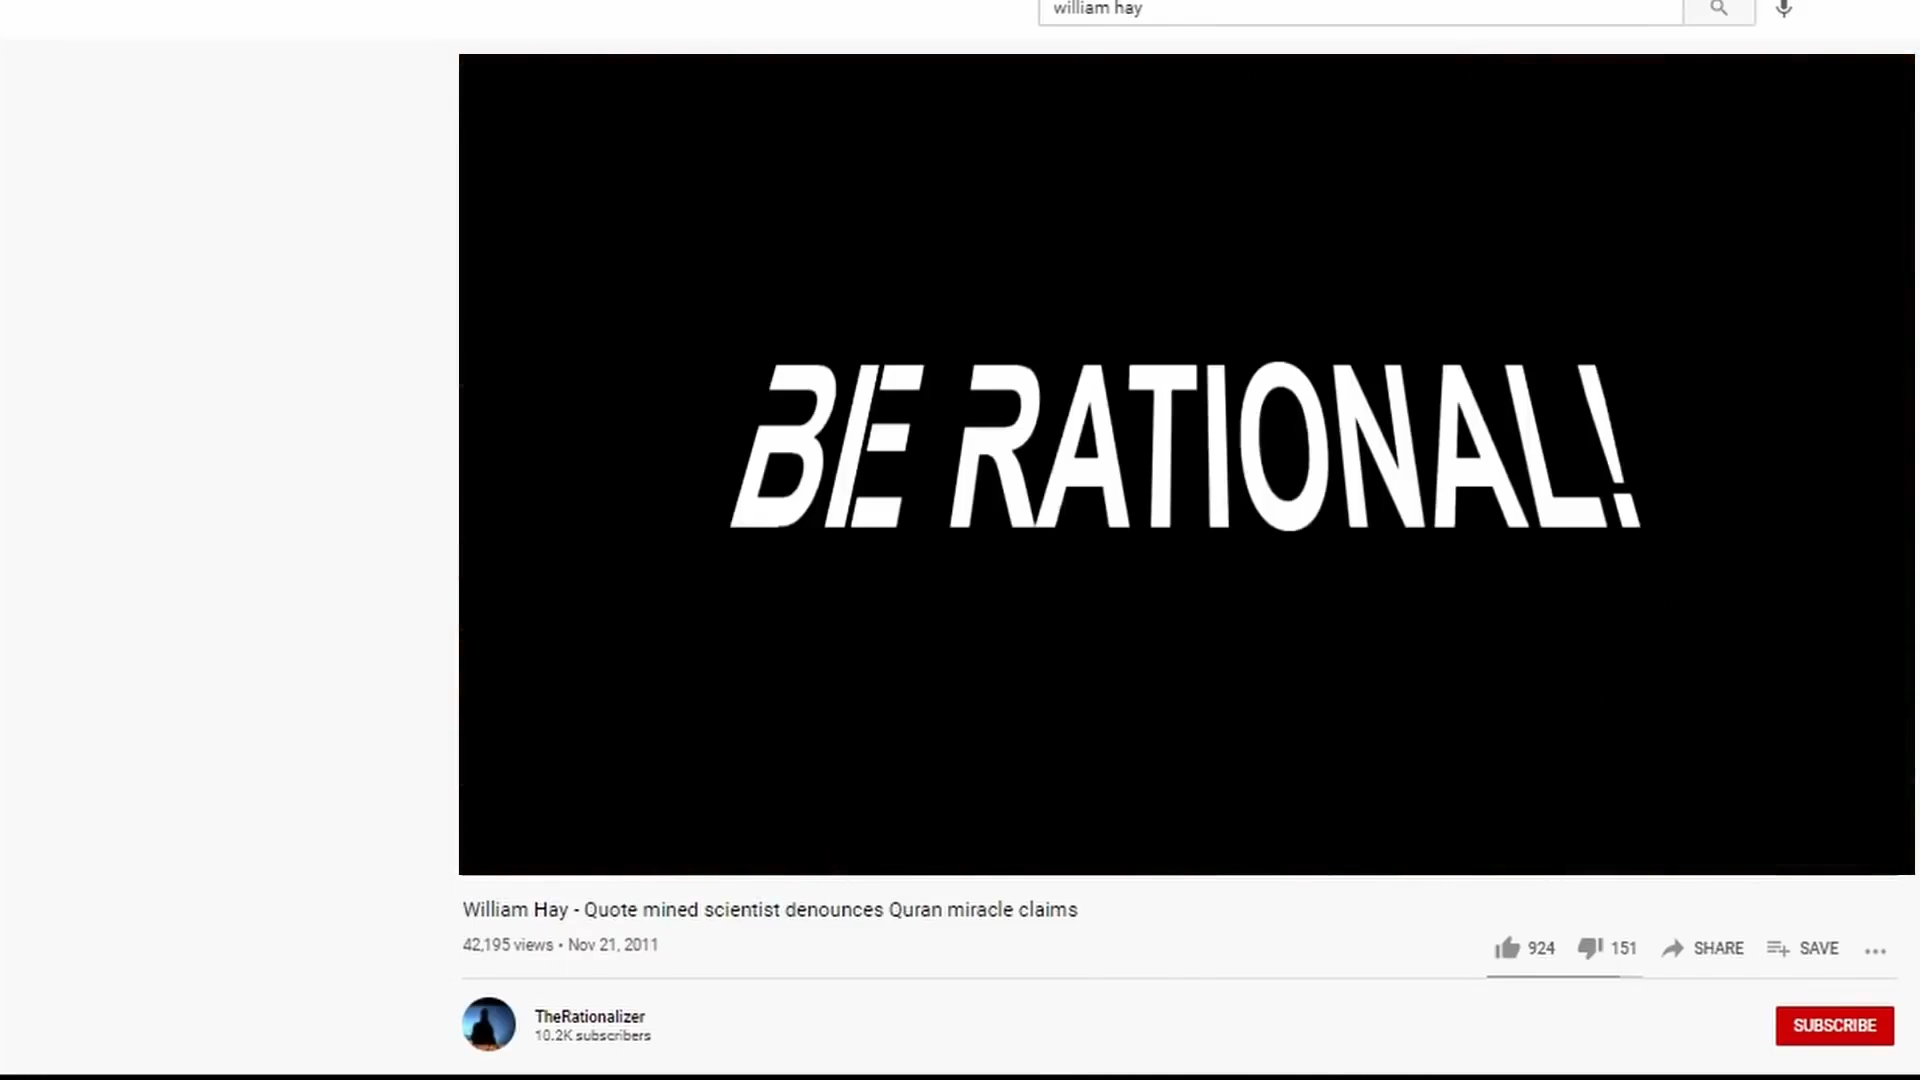 william hay
BE RATIONAL!
William Hay - Quote mined scientist denounces Quran miracle claims
42,195 views • Nov 21, 2011
924 151 SHARE SAVE ...
TheRationalizer
10.2K subscribers
SUBSCRIBE